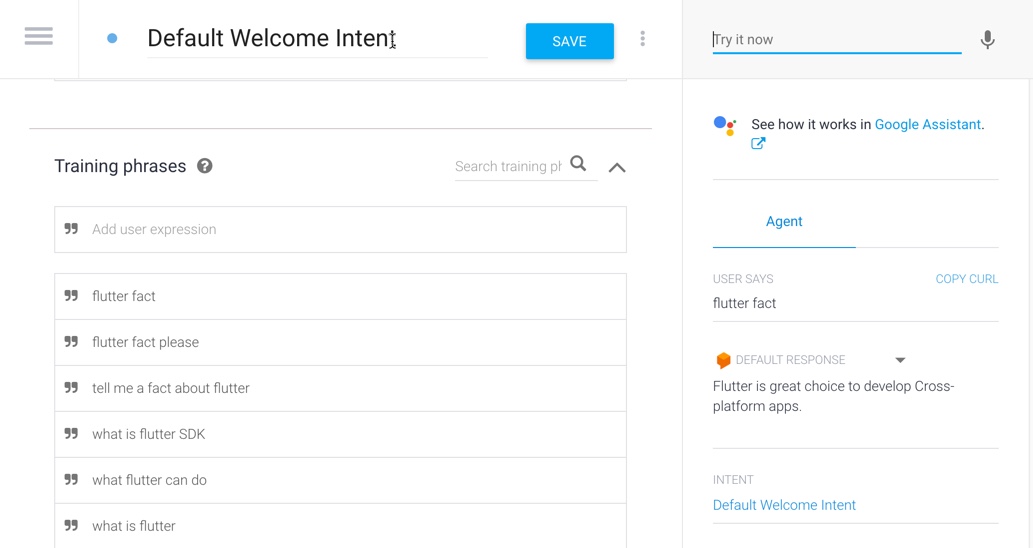 Default Welcome Intent
SAVE
Try it now
See how it works in Google Assistant.
Training phrases
Search training ph
Add user expression
flutter fact
flutter fact please
tell me a fact about flutter
what is flutter SDK
what flutter can do
what is flutter
Agent
USER SAYS
COPY CURL
flutter fact
DEFAULT RESPONSE
Flutter is great choice to develop Cross-
platform apps.
INTENT
Default Welcome Intent